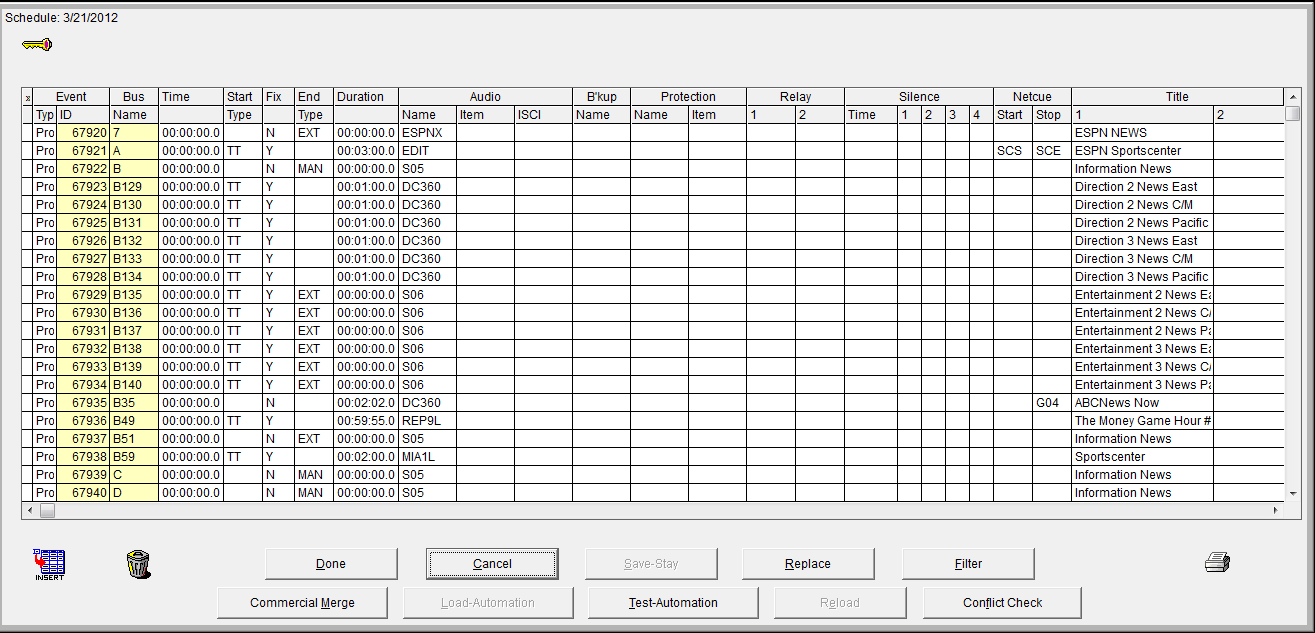 Schedule: 3/21/2012
x Event Bus Time Start Fix End Duration Audio B'kup Protection Relay Silence Netcue Title
Typ ID Name Type Type Name Item ISCI Name Name Item 1 2 Time 1 2 3 4 Start Stop 1 2
Pro 67920 7 00:00:00.0 N EXT 00:00:00.0 ESPNX ESPN NEWS
Pro 67921 A 00:00:00.0 TT Y 00:03:00.0 EDIT SCS SCE ESPN Sportscenter
Pro 67922 B 00:00:00.0 N MAN 00:00:00.0 S05 Information News
Pro 67923 B129 00:00:00.0 TT Y 00:01:00.0 DC360 Direction 2 News East
Pro 67924 B130 00:00:00.0 TT Y 00:01:00.0 DC360 Direction 2 News C/M
Pro 67925 B131 00:00:00.0 TT Y 00:01:00.0 DC360 Direction 2 News Pacific
Pro 67926 B132 00:00:00.0 TT Y 00:01:00.0 DC360 Direction 3 News East
Pro 67927 B133 00:00:00.0 TT Y 00:01:00.0 DC360 Direction 3 News C/M
Pro 67928 B134 00:00:00.0 TT Y 00:01:00.0 DC360 Direction 3 News Pacific
Pro 67929 B135 00:00:00.0 TT Y EXT 00:00:00.0 S06 Entertainment 2 News Ea
Pro 67930 B136 00:00:00.0 TT Y EXT 00:00:00.0 S06 Entertainment 2 News C/
Pro 67931 B137 00:00:00.0 TT Y EXT 00:00:00.0 S06 Entertainment 2 News Pa
Pro 67932 B138 00:00:00.0 TT Y EXT 00:00:00.0 S06 Entertainment 3 News Ea
Pro 67933 B139 00:00:00.0 TT Y EXT 00:00:00.0 S06 Entertainment 3 News C/
Pro 67934 B140 00:00:00.0 TT Y EXT 00:00:00.0 S06 Entertainment 3 News Pa
Pro 67935 B35 00:00:00.0 N 00:02:02.0 DC360 G04 ABCNews Now
Pro 67936 B49 00:00:00.0 TT Y 00:59:55.0 REP9L The Money Game Hour #
Pro 67937 B51 00:00:00.0 N EXT 00:00:00.0 S05 Information News
Pro 67938 B59 00:00:00.0 TT Y 00:02:00.0 MIA1L Sportscenter
Pro 67939 C 00:00:00.0 N MAN 00:00:00.0 S05 Information News
Pro 67940 D 00:00:00.0 N MAN 00:00:00.0 S05 Information News
INSERT Done Cancel Save-Stay Replace Filter
Commercial Merge Load-Automation Test-Automation Reload Conflict Check